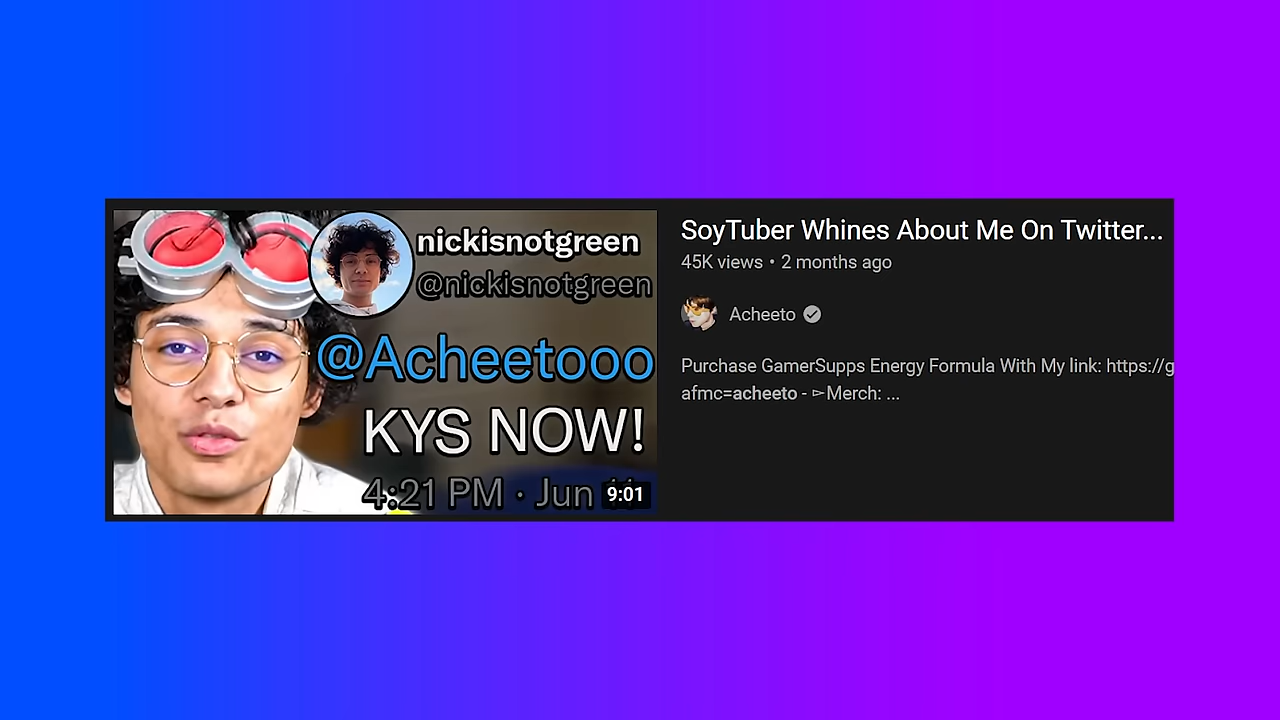 nickisnotgreen
@nickisnotgreen
@Acheetooo
KYS NOW!
4:21 PM · Jun
9:01
SoyTuber Whines About Me On Twitter...
45K views • 2 months ago
Acheeto
Purchase GamerSupps Energy Formula With My link: https://g
afmc=acheeto - ➢Merch: ...